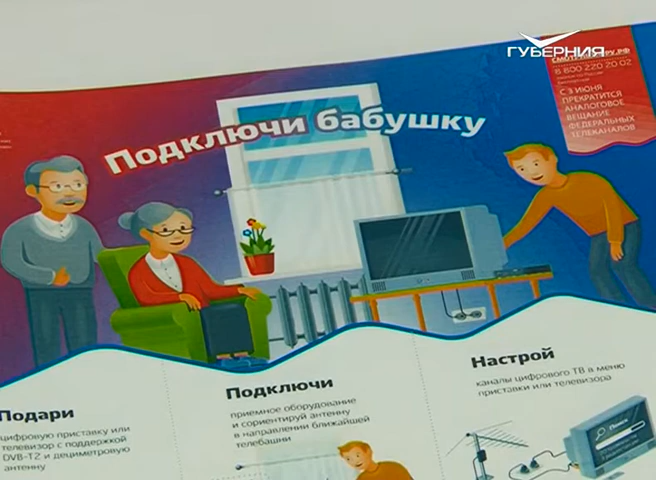 ГУБЕРНИЯ
8 800 220 20 02
С 3 ИЮНЯ
ПРЕКРАТИТСЯ
АНАЛОГОВОЕ
ВЕЩАНИЕ
ФЕДЕРАЛЬНЫХ
ТЕЛЕКАНАЛОВ
Подключи бабушку
Подари
цифровую приставку или
телевизор с поддержкой
DVB-T2 и дециметровую
антенну
Подключи
приемное оборудование
и сориентируй антенну
в направлении ближайшей
телебашни
Настрой
каналы цифрового ТВ в меню
приставки или телевизора
Поиск